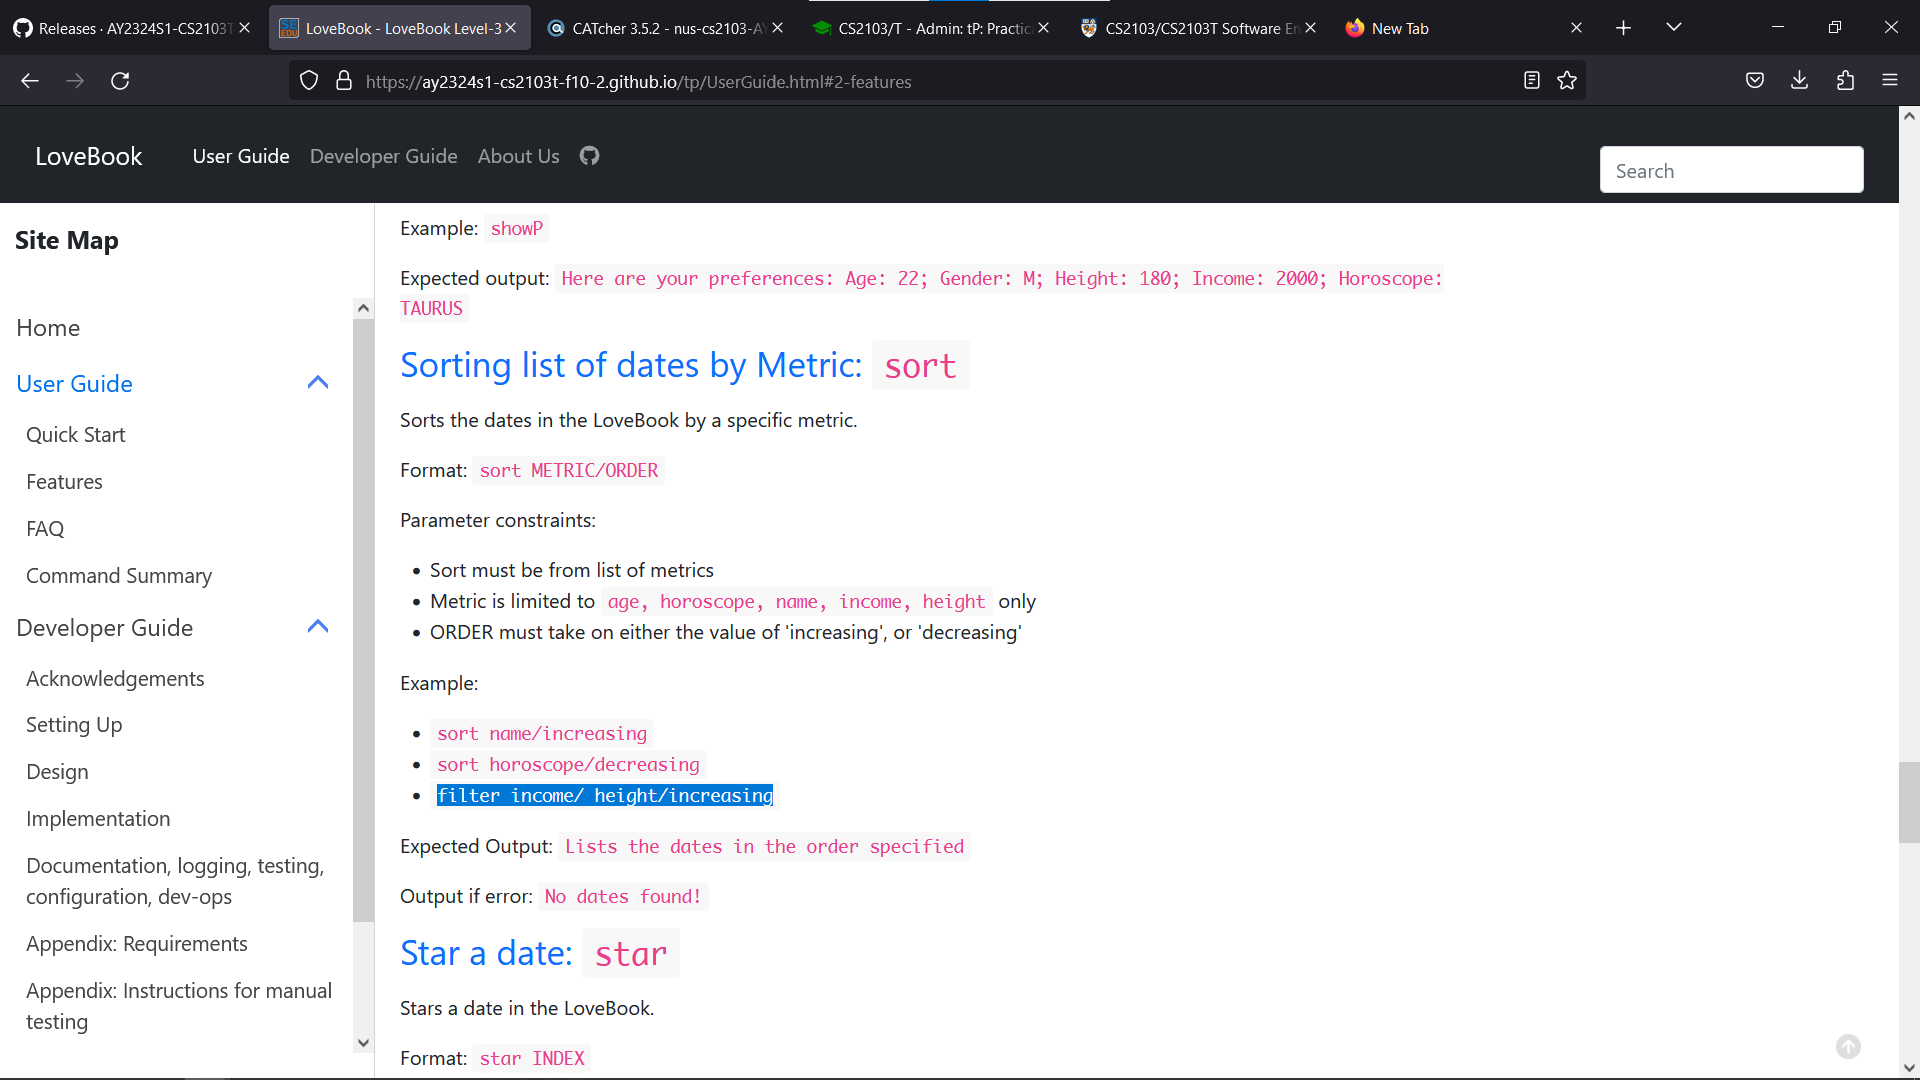 Releases · AY2324S1-CS2103T
LoveBook - LoveBook Level-3
CATcher 3.5.2 - nus-cs2103-AY
CS2103/T - Admin: tP: Practica
CS2103/CS2103T Software En
New Tab
https://ay2324s1-cs2103t-f10-2.github.io/tp/UserGuide.html#2-features
LoveBook
User Guide
Developer Guide
About Us
Search
Site Map
Home
User Guide
Quick Start
Features
FAQ
Command Summary
Developer Guide
Acknowledgements
Setting Up
Design
Implementation
Documentation, logging, testing,
configuration, dev-ops
Appendix: Requirements
Appendix: Instructions for manual
testing
Example: showP
Expected output: Here are your preferences: Age: 22; Gender: M; Height: 180; Income: 2000; Horoscope:
TAURUS
Sorting list of dates by Metric: sort
Sorts the dates in the LoveBook by a specific metric.
Format: sort METRIC/ORDER
Parameter constraints:
• Sort must be from list of metrics
• Metric is limited to age, horoscope, name, income, height only
• ORDER must take on either the value of 'increasing', or 'decreasing'
Example:
• sort name/increasing
• sort horoscope/decreasing
• filter income/ height/increasing
Expected Output: Lists the dates in the order specified
Output if error: No dates found!
Star a date: star
Stars a date in the LoveBook.
Format: star INDEX